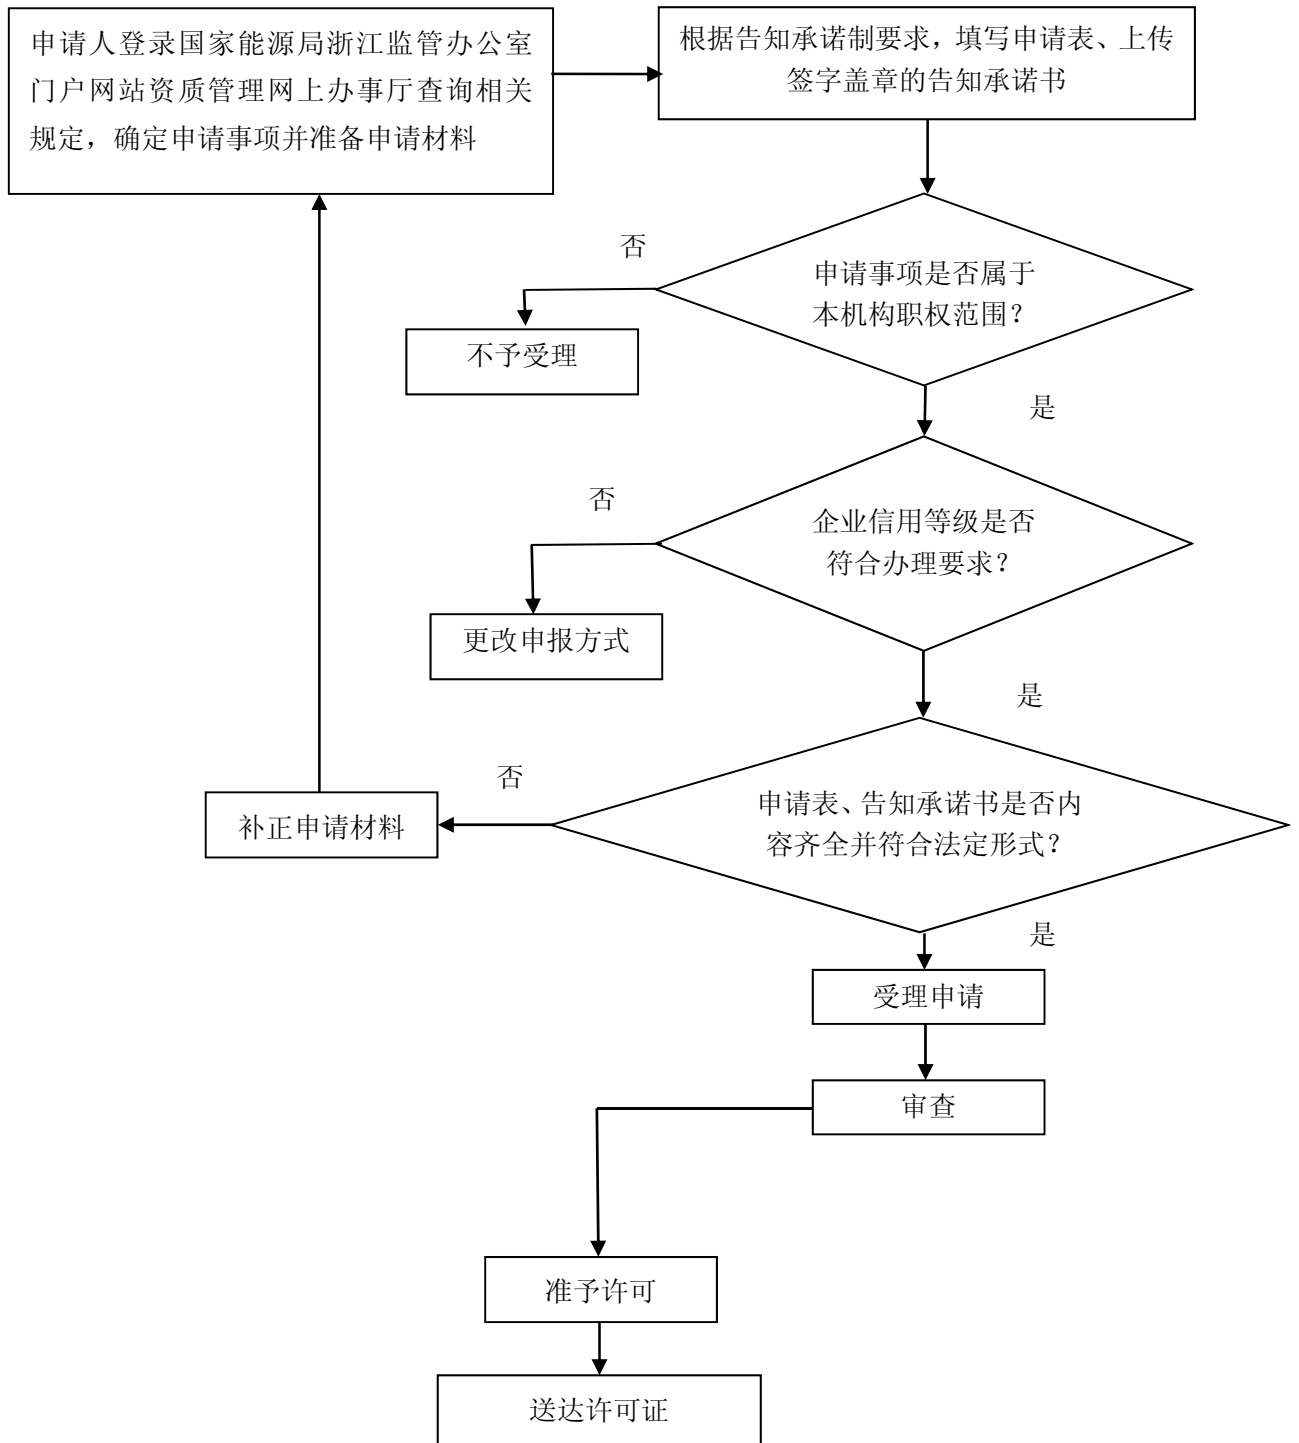 申请人登录国家能源局浙江监管办公室
门户网站资质管理网上办事厅查询相关
规定，确定申请事项并准备申请材料
根据告知承诺制要求，填写申请表、上传
签字盖章的告知承诺书
否
申请事项是否属于
本机构职权范围？
不予受理
是
否
企业信用等级是否
符合办理要求？
更改申报方式
是
否
申请表、告知承诺书是否内
容齐全并符合法定形式？
补正申请材料
是
受理申请
审查
准予许可
送达许可证